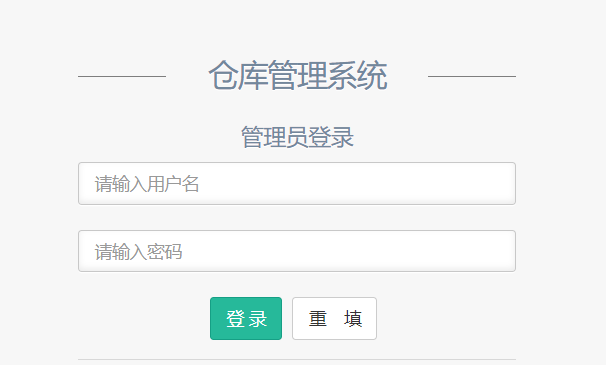 仓库管理系统
管理员登录
请输入用户名
请输入密码
登录 重 填